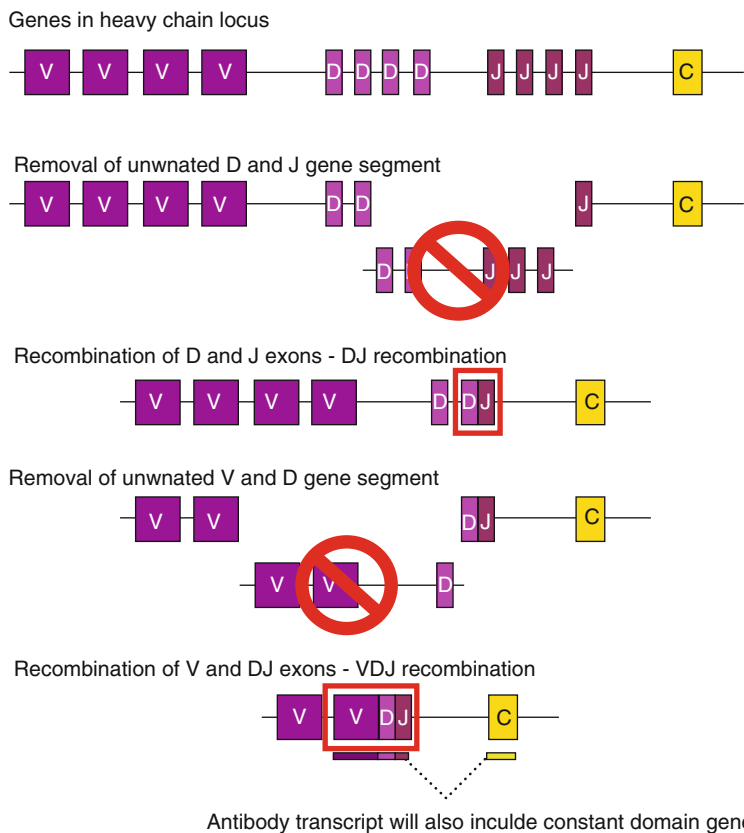 Genes in heavy chain locus
V V V V D D D D J J J J C
Removal of unwnated D and J gene segment
V V V V D D J C
D J J J
Recombination of D and J exons - DJ recombination
V V V V D D J C
Removal of unwnated V and D gene segment
V V D J C
V V D
Recombination of V and DJ exons - VDJ recombination
V V D J C
Antibody transcript will also inculde constant domain gene